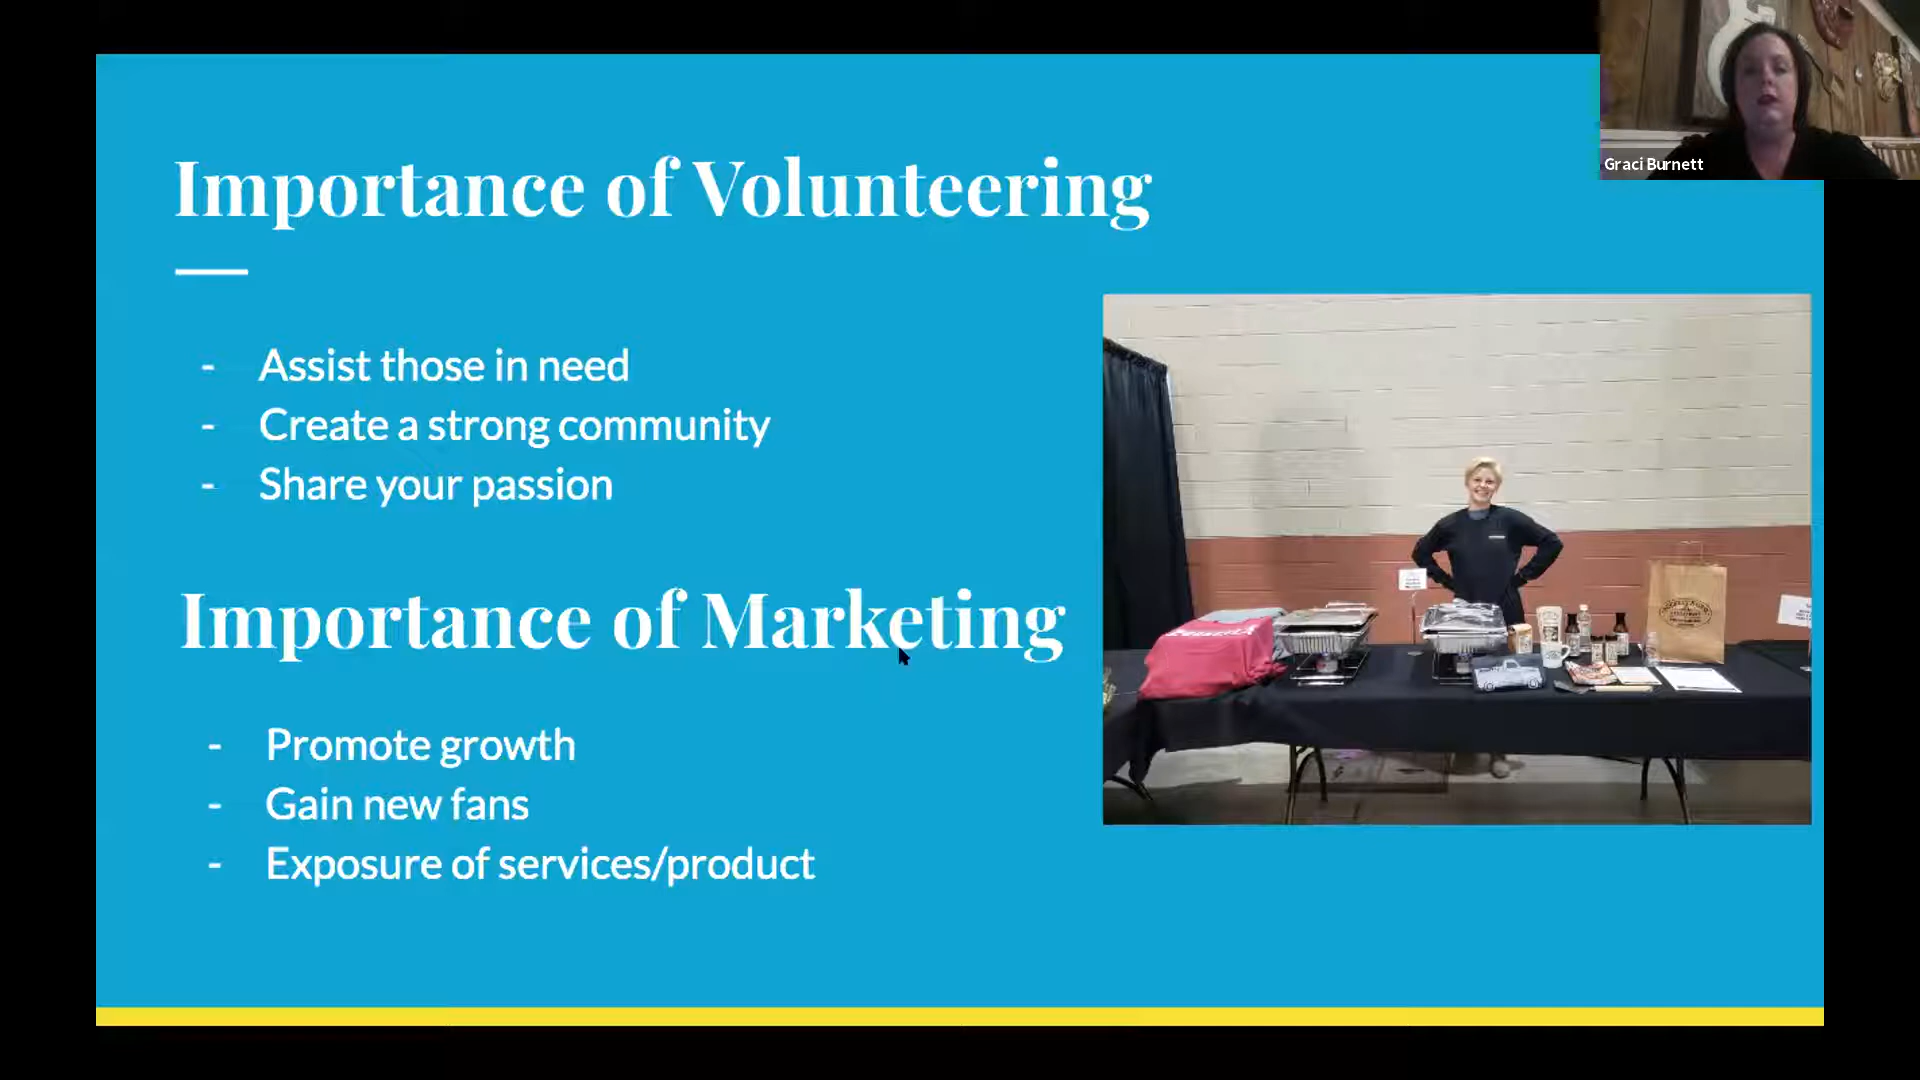 Importance of Volunteering
- Assist those in need
- Create a strong community
- Share your passion
Importance of Marketing
- Promote growth
- Gain new fans
- Exposure of services/product
Graci Burnett